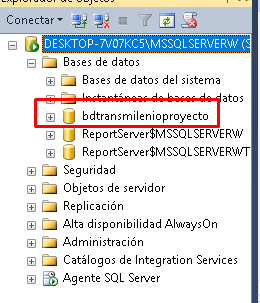 Explorador de objetos
Conectar
DESKTOP-7V07KC5\MSSQLSERVERW (S
Bases de datos
Bases de datos del sistema
Instantáneas de bases de datos
bdtransmilenioproyecto
ReportServer$MSSQLSERVERW
ReportServer$MSSQLSERVERWT
Seguridad
Objetos de servidor
Replicación
Alta disponibilidad AlwaysOn
Administración
Catálogos de Integration Services
Agente SQL Server